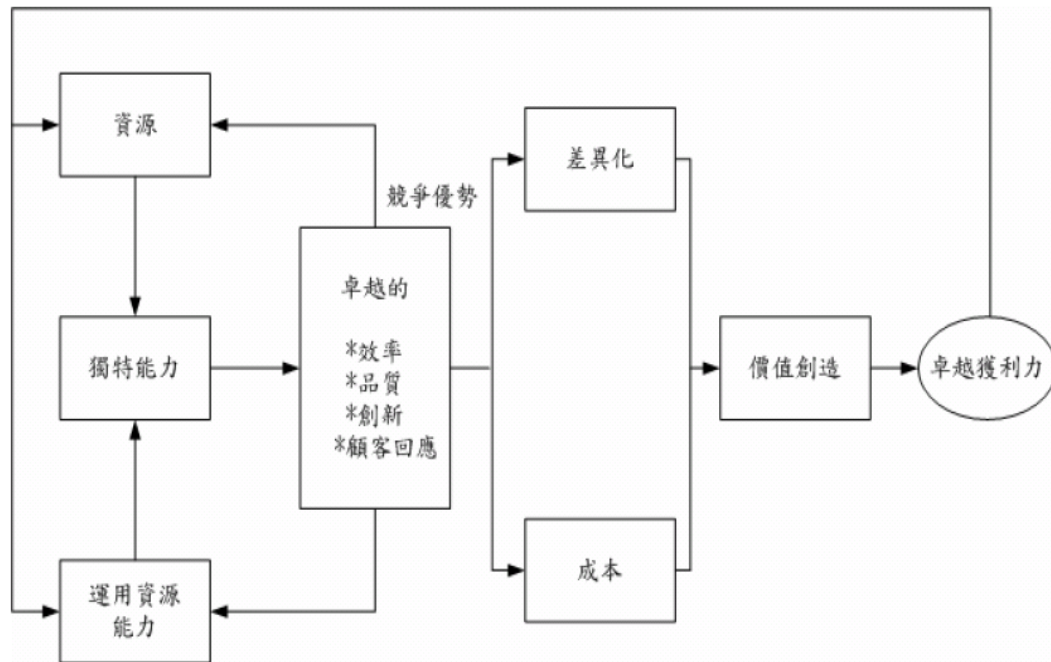 資源
差異化
競爭優勢
卓越的
*效率
*品質
*創新
*顧客回應
獨特能力
價值創造
卓越獲利力
成本
運用資源
能力